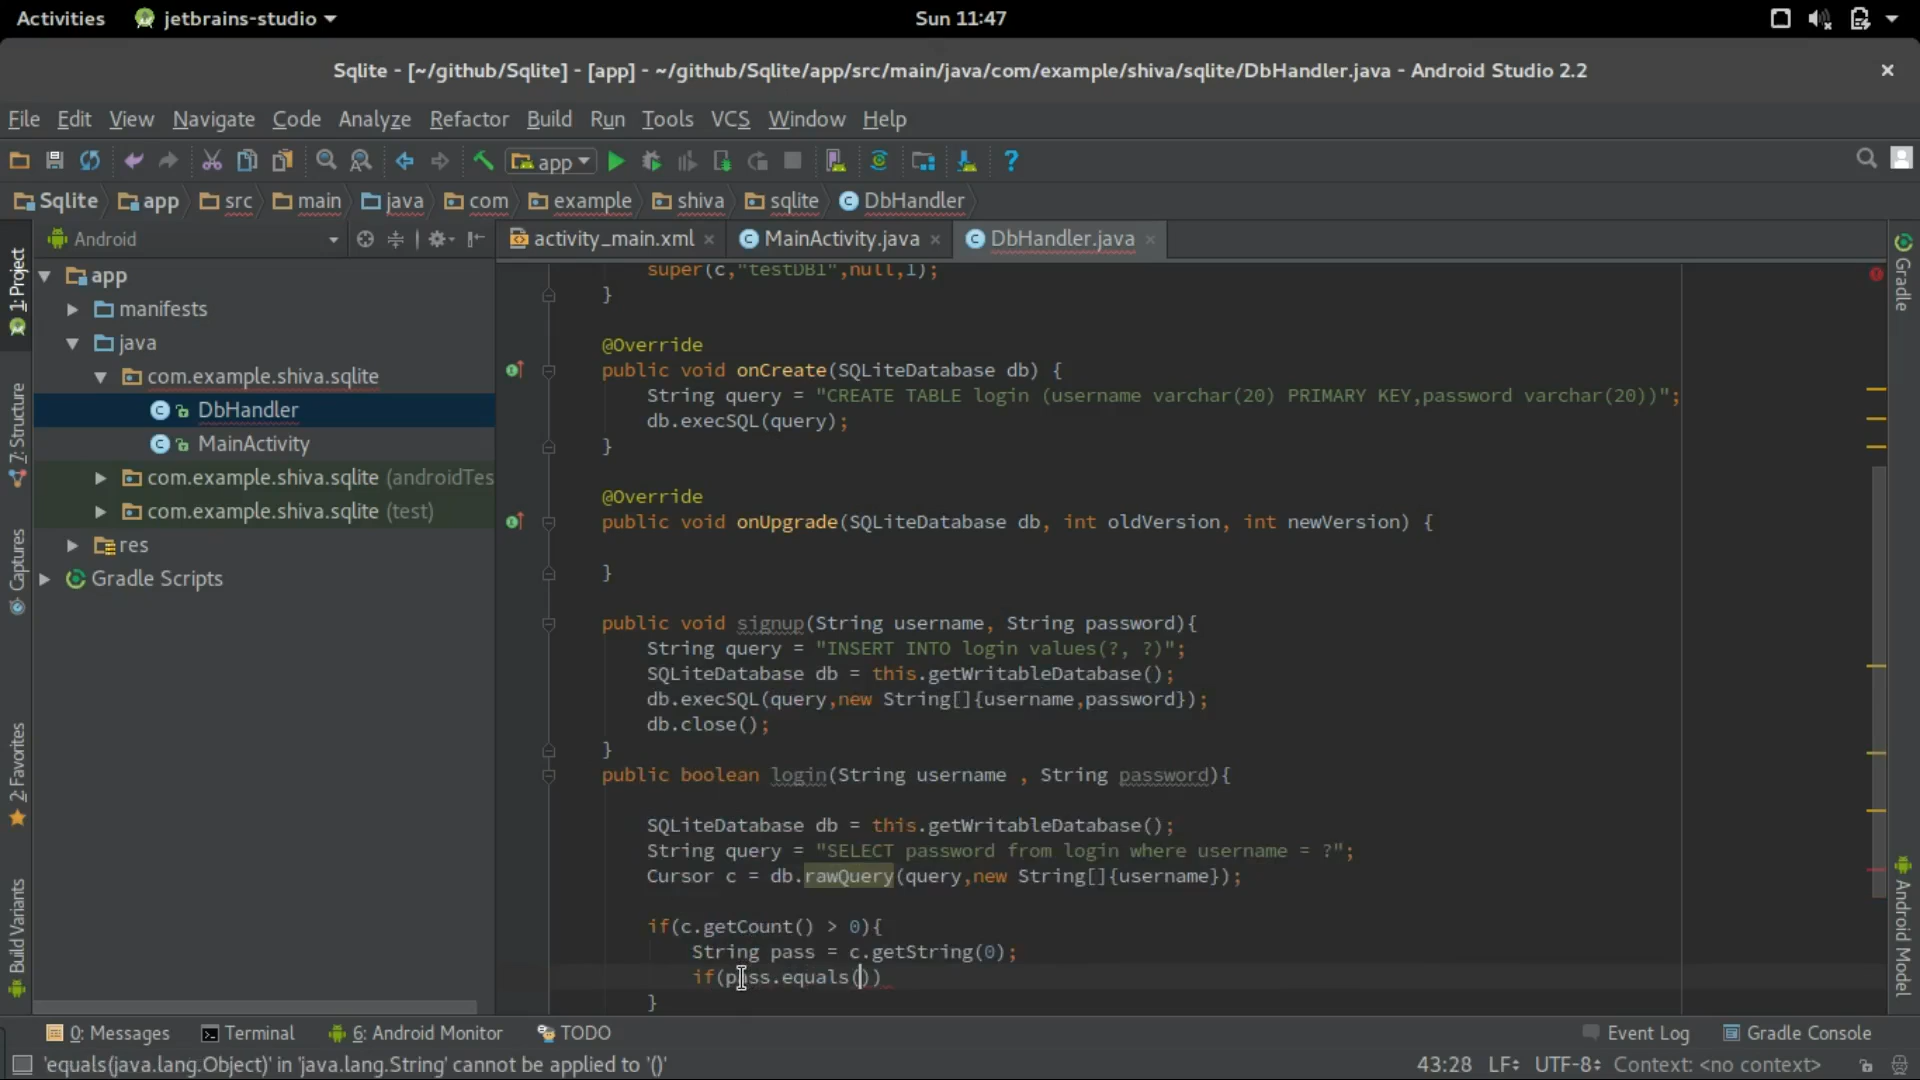 Activities jetbrains-studio Sun 11:47
Sqlite - [~/github/Sqlite] - [app] - ~/github/Sqlite/app/src/main/java/com/example/shiva/sqlite/DbHandler.java - Android Studio 2.2
File Edit View Navigate Code Analyze Refactor Build Run Tools VCS Window Help
app
Sqlite app src main java com example shiva sqlite DbHandler
Android
activity_main.xml MainActivity.java DbHandler.java
1: Project
7: Structure
Captures
2: Favorites
Build Variants
app
manifests
java
com.example.shiva.sqlite
DbHandler
MainActivity
com.example.shiva.sqlite (androidTes
com.example.shiva.sqlite (test)
res
Gradle Scripts
super(c,"testDB1",null,1);
}
@Override
public void onCreate(SQLiteDatabase db) {
String query = "CREATE TABLE login (username varchar(20) PRIMARY KEY,password varchar(20))";
db.execSQL(query);
}
@Override
public void onUpgrade(SQLiteDatabase db, int oldVersion, int newVersion) {
}
public void signup(String username, String password){
String query = "INSERT INTO login values(?, ?)";
SQLiteDatabase db = this.getWritableDatabase();
db.execSQL(query,new String[]{username,password});
db.close();
}
public boolean login(String username , String password){
SQLiteDatabase db = this.getWritableDatabase();
String query = "SELECT password from login where username = ?";
Cursor c = db.rawQuery(query,new String[]{username});
if(c.getCount() > 0){
String pass = c.getString(0);
if(pass.equals())
}
Gradle
Android Model
0: Messages Terminal 6: Android Monitor TODO Event Log Gradle Console
'equals(java.lang.Object)' in 'java.lang.String' cannot be applied to '()' 43:28 LF UTF-8 Context: <no context>